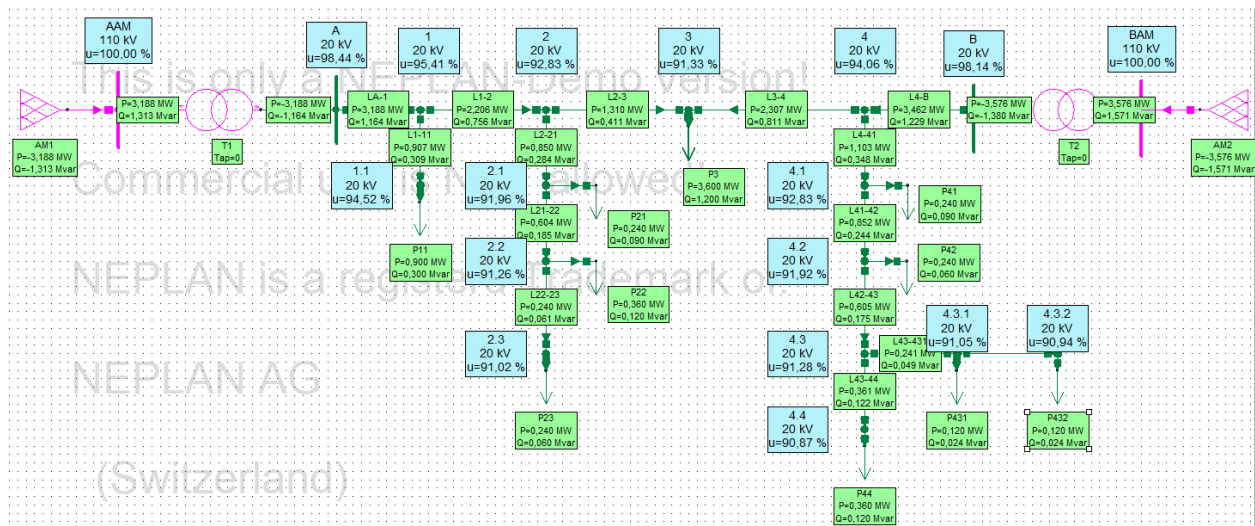 AAM
110 kV
u=100,00 %
A
20 kV
u=98,44 %
1
20 kV
u=95,41 %
2
20 kV
u=92,83 %
3
20 kV
u=91,33 %
4
20 kV
u=94,06 %
B
20 kV
u=98,14 %
BAM
110 kV
u=100,00 %
This is only a NEPLAN-Demo version!
P=3,188 MW
Q=1,313 Mvar
P=-3,188 MW
Q=-1,164 Mvar
LA-1
P=3,188 MW
Q=1,164 Mvar
L1-2
P=2,206 MW
Q=0,756 Mvar
L2-3
P=1,310 MW
Q=0,411 Mvar
L3-4
P=2,307 MW
Q=0,811 Mvar
L4-B
P=3,462 MW
Q=1,229 Mvar
P=-3,576 MW
Q=-1,380 Mvar
P=3,576 MW
Q=1,571 Mvar
AM1
P=-3,188 MW
Q=-1,313 Mvar
T1
Tap=0
L1-11
P=0,907 MW
Q=0,309 Mvar
L2-21
P=0,850 MW
Q=0,284 Mvar
L4-41
P=1,103 MW
Q=0,348 Mvar
T2
Tap=0
AM2
P=-3,576 MW
Q=-1,571 Mvar
Commercial use is Not allowed!
1.1
20 kV
u=94,52 %
2.1
20 kV
u=91,96 %
P3
P=3,600 MW
Q=1,200 Mvar
4.1
20 kV
u=92,83 %
L21-22
P=0,604 MW
Q=0,185 Mvar
P21
P=0,240 MW
Q=0,090 Mvar
L41-42
P=0,852 MW
Q=0,244 Mvar
P41
P=0,240 MW
Q=0,090 Mvar
P11
P=0,900 MW
Q=0,300 Mvar
2.2
20 kV
u=91,26 %
4.2
20 kV
u=91,92 %
P42
P=0,240 MW
Q=0,060 Mvar
NEPLAN is a registerd Trademark of:
L22-23
P=0,240 MW
Q=0,061 Mvar
P22
P=0,360 MW
Q=0,120 Mvar
L42-43
P=0,605 MW
Q=0,175 Mvar
4.3.1
20 kV
u=91,05 %
4.3.2
20 kV
u=90,94 %
2.3
20 kV
u=91,02 %
4.3
20 kV
u=91,28 %
L43-431
P=0,241 MW
Q=0,049 Mvar
NEPLAN AG
L43-44
P=0,361 MW
Q=0,122 Mvar
P23
P=0,240 MW
Q=0,060 Mvar
4.4
20 kV
u=90,87 %
P431
P=0,120 MW
Q=0,024 Mvar
P432
P=0,120 MW
Q=0,024 Mvar
(Switzerland)
P44
P=0,360 MW
Q=0,120 Mvar